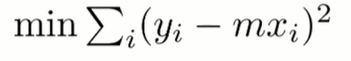 min ∑ᵢ(yᵢ − mxᵢ)²